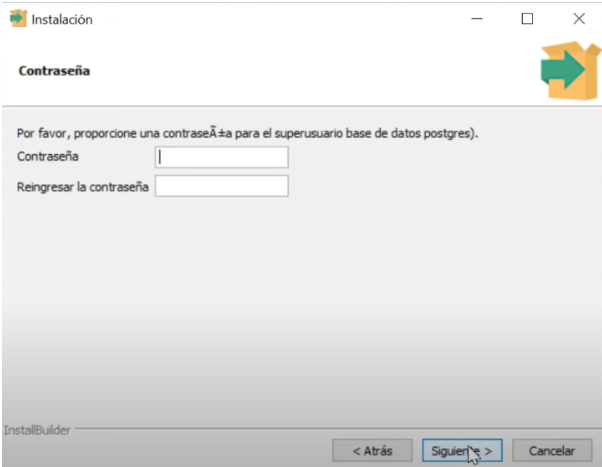 Instalación
Contraseña
Por favor, proporcione una contraseÃ±a para el superusuario base de datos postgres).
Contraseña
Reingresar la contraseña
InstallBuilder
< Atrás
Siguiente >
Cancelar